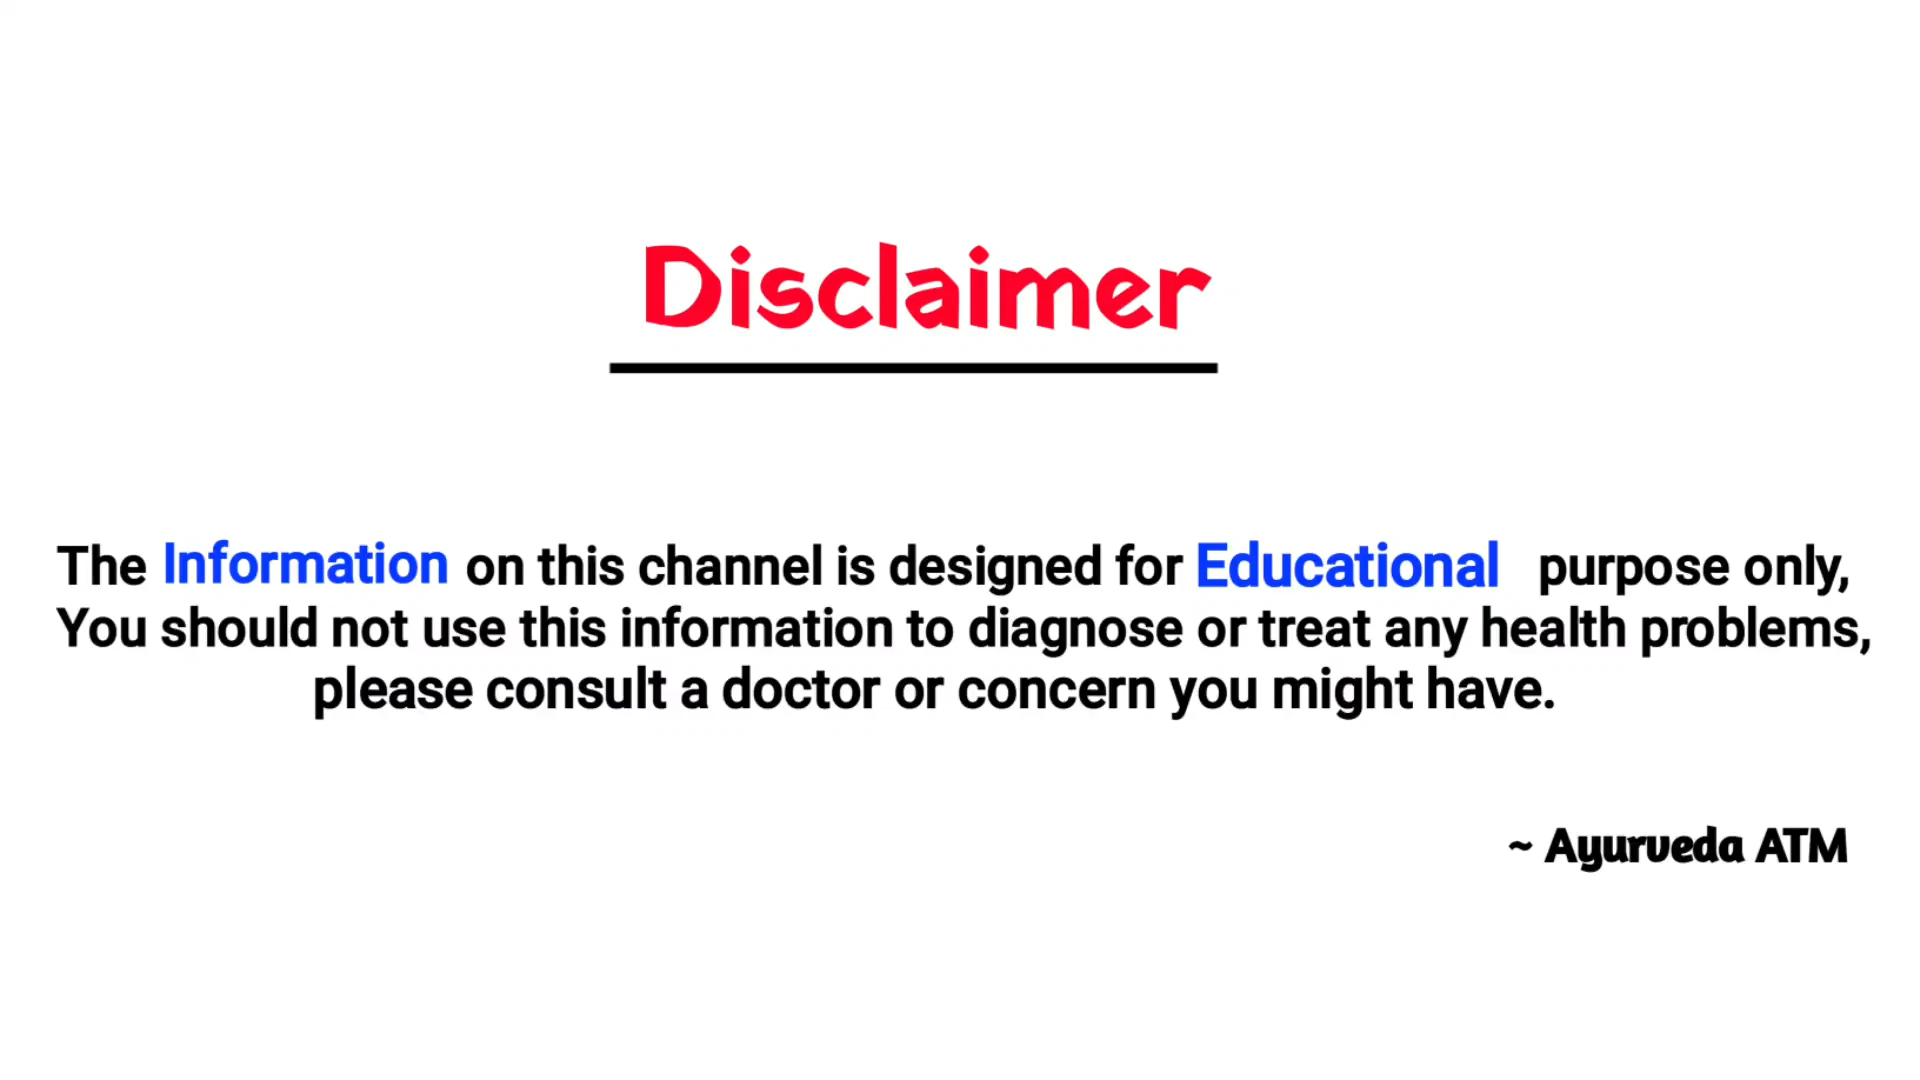 Disclaimer
The Information on this channel is designed for Educational purpose only,
You should not use this information to diagnose or treat any health problems,
please consult a doctor or concern you might have.
~ Ayurveda ATM